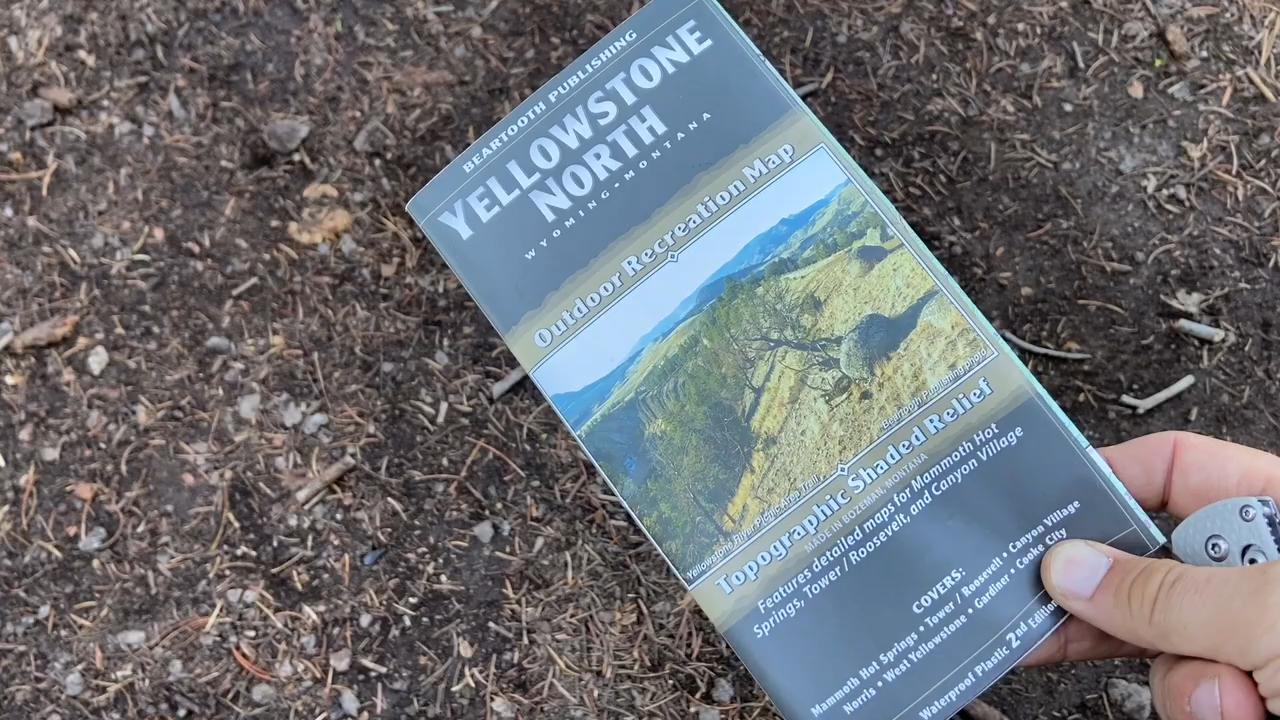 BEARTOOTH PUBLISHING
YELLOWSTONE
NORTH
WYOMING • MONTANA
Outdoor Recreation Map
Beartooth Publishing photo
Yellowstone River Picnic Area Trail
Topographic Shaded Relief
MADE IN BOZEMAN, MONTANA
Features detailed maps for Mammoth Hot
Springs, Tower / Roosevelt, and Canyon Village
COVERS:
Mammoth Hot Springs • Tower / Roosevelt • Canyon Village
Norris • West Yellowstone • Gardiner • Cooke City
Waterproof Plastic 2nd Edition